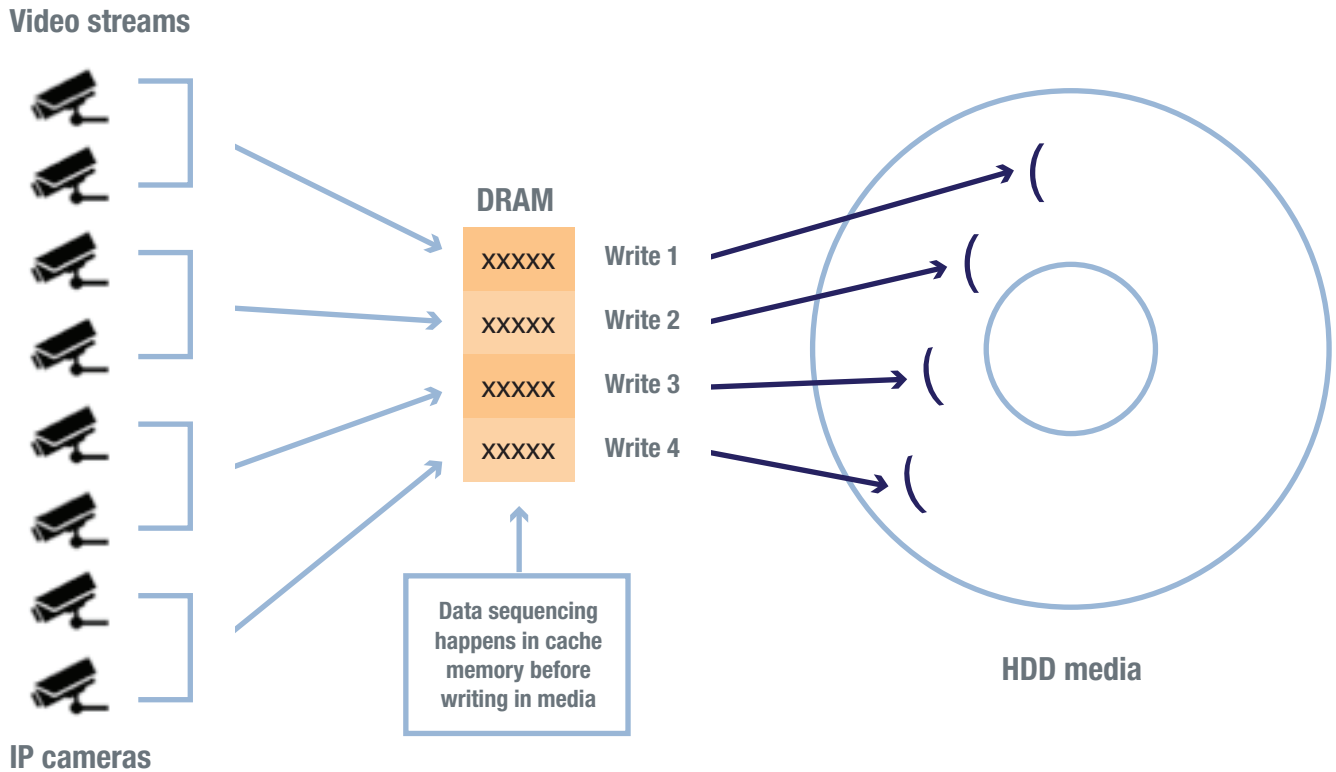 Video streams
DRAM
xxxxx
Write 1
xxxxx
Write 2
xxxxx
Write 3
xxxxx
Write 4
Data sequencing
happens in cache
memory before
writing in media
HDD media
IP cameras